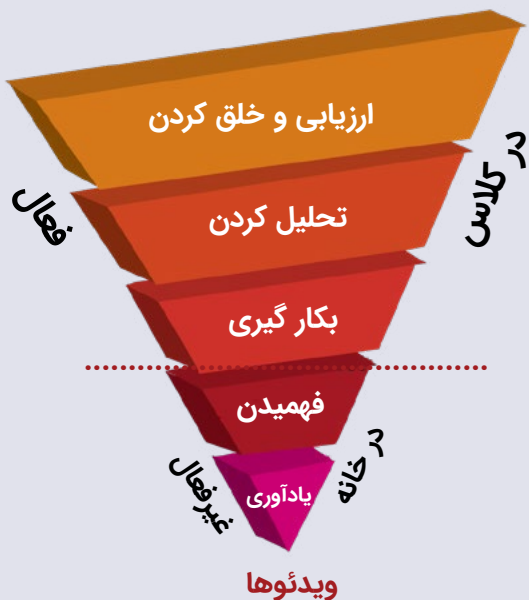 ارزیابی و خلق کردن
در کلاس
فعال
تحلیل کردن
بکار گیری
فهمیدن
در خانه
غیرفعال
یادآوری
ویدئوها